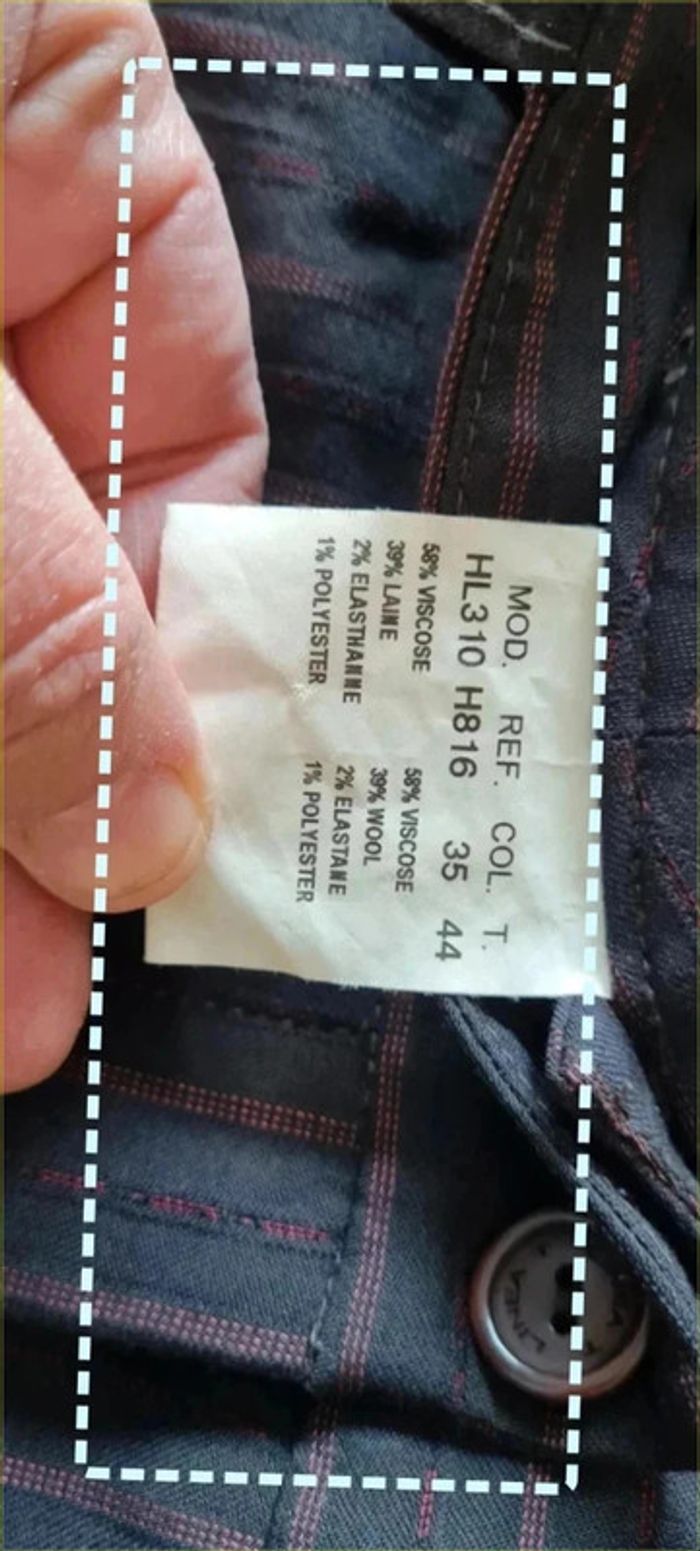 MOD. REF. COL. T.
HL310 H816 35 44
58% VISCOSE 58% VISCOSE
39% LAINE 39% WOOL
2% ELASTHANNE 2% ELASTANE
1% POLYESTER 1% POLYESTER